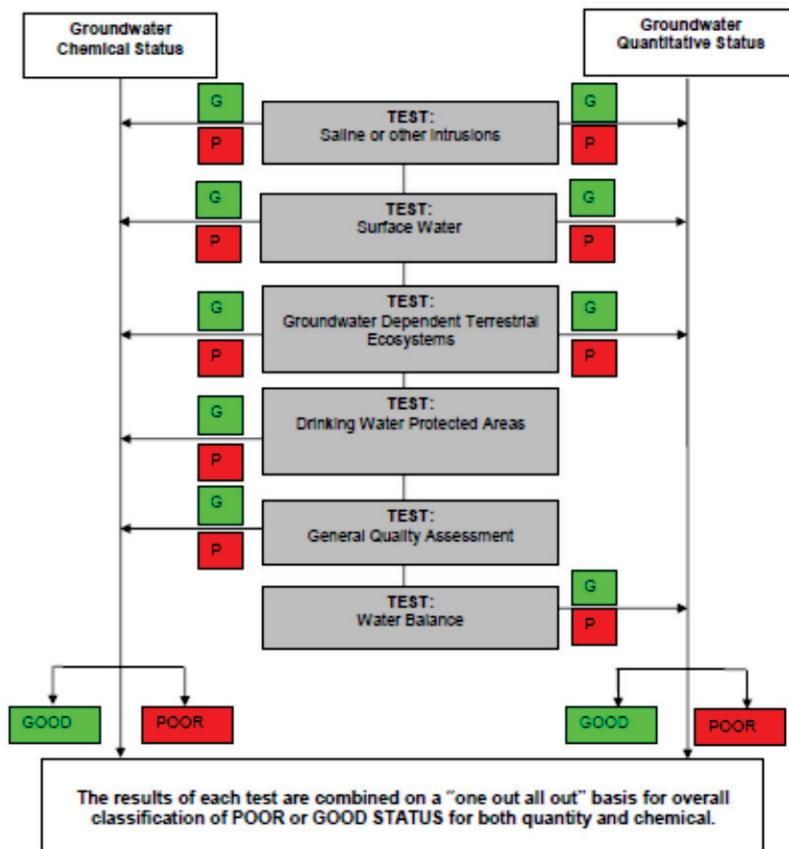 Groundwater
Chemical Status
Groundwater
Quantitative Status
G
P
TEST:
Saline or other Intrusions
G
P
G
P
TEST:
Surface Water
G
P
G
P
TEST:
Groundwater Dependent Terrestrial
Ecosystems
G
P
G
P
TEST:
Drinking Water Protected Areas
G
P
TEST:
General Quality Assessment
TEST:
Water Balance
G
P
GOOD
POOR
GOOD
POOR
The results of each test are combined on a "one out all out" basis for overall
classification of POOR or GOOD STATUS for both quantity and chemical.